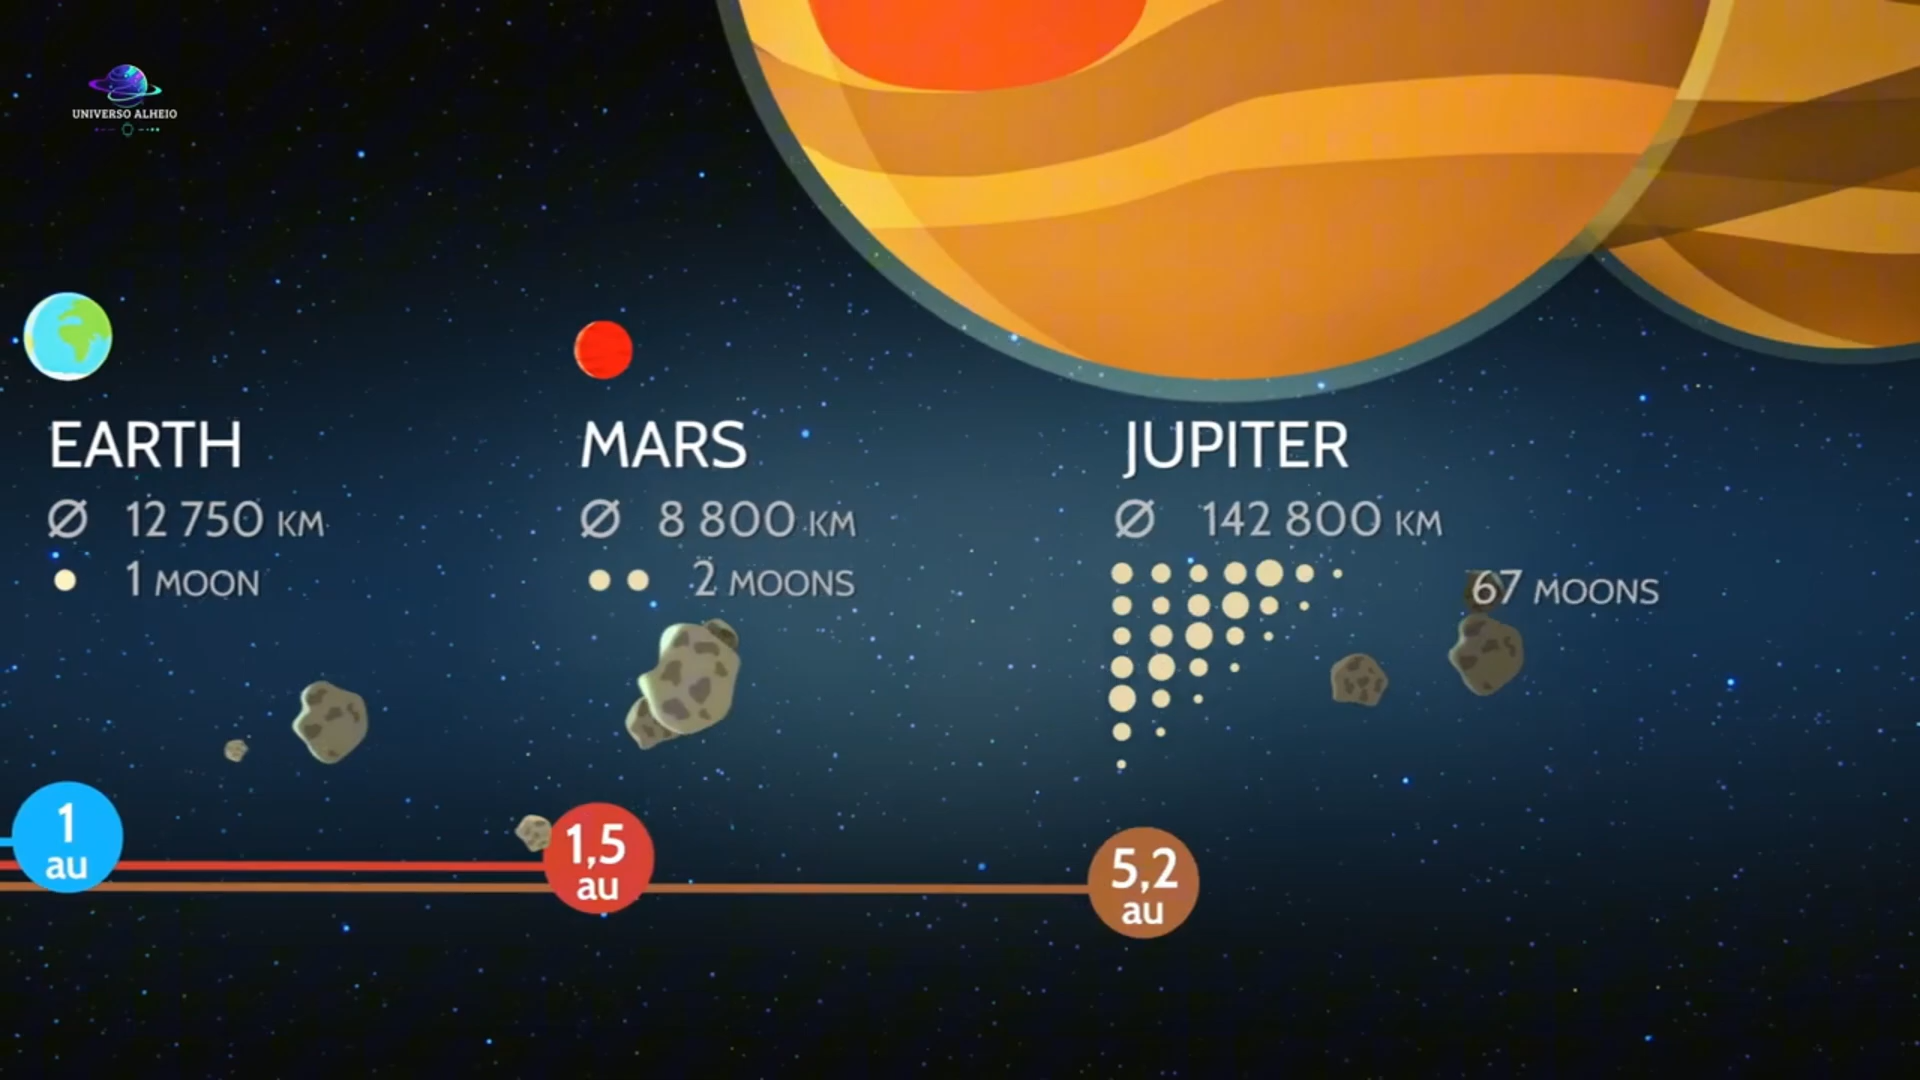 UNIVERSO ALHEIO
EARTH
Ø 12 750 KM
1 MOON
1
au
MARS
Ø 8 800 KM
2 MOONS
1,5
au
JUPITER
Ø 142 800 KM
67 MOONS
5,2
au